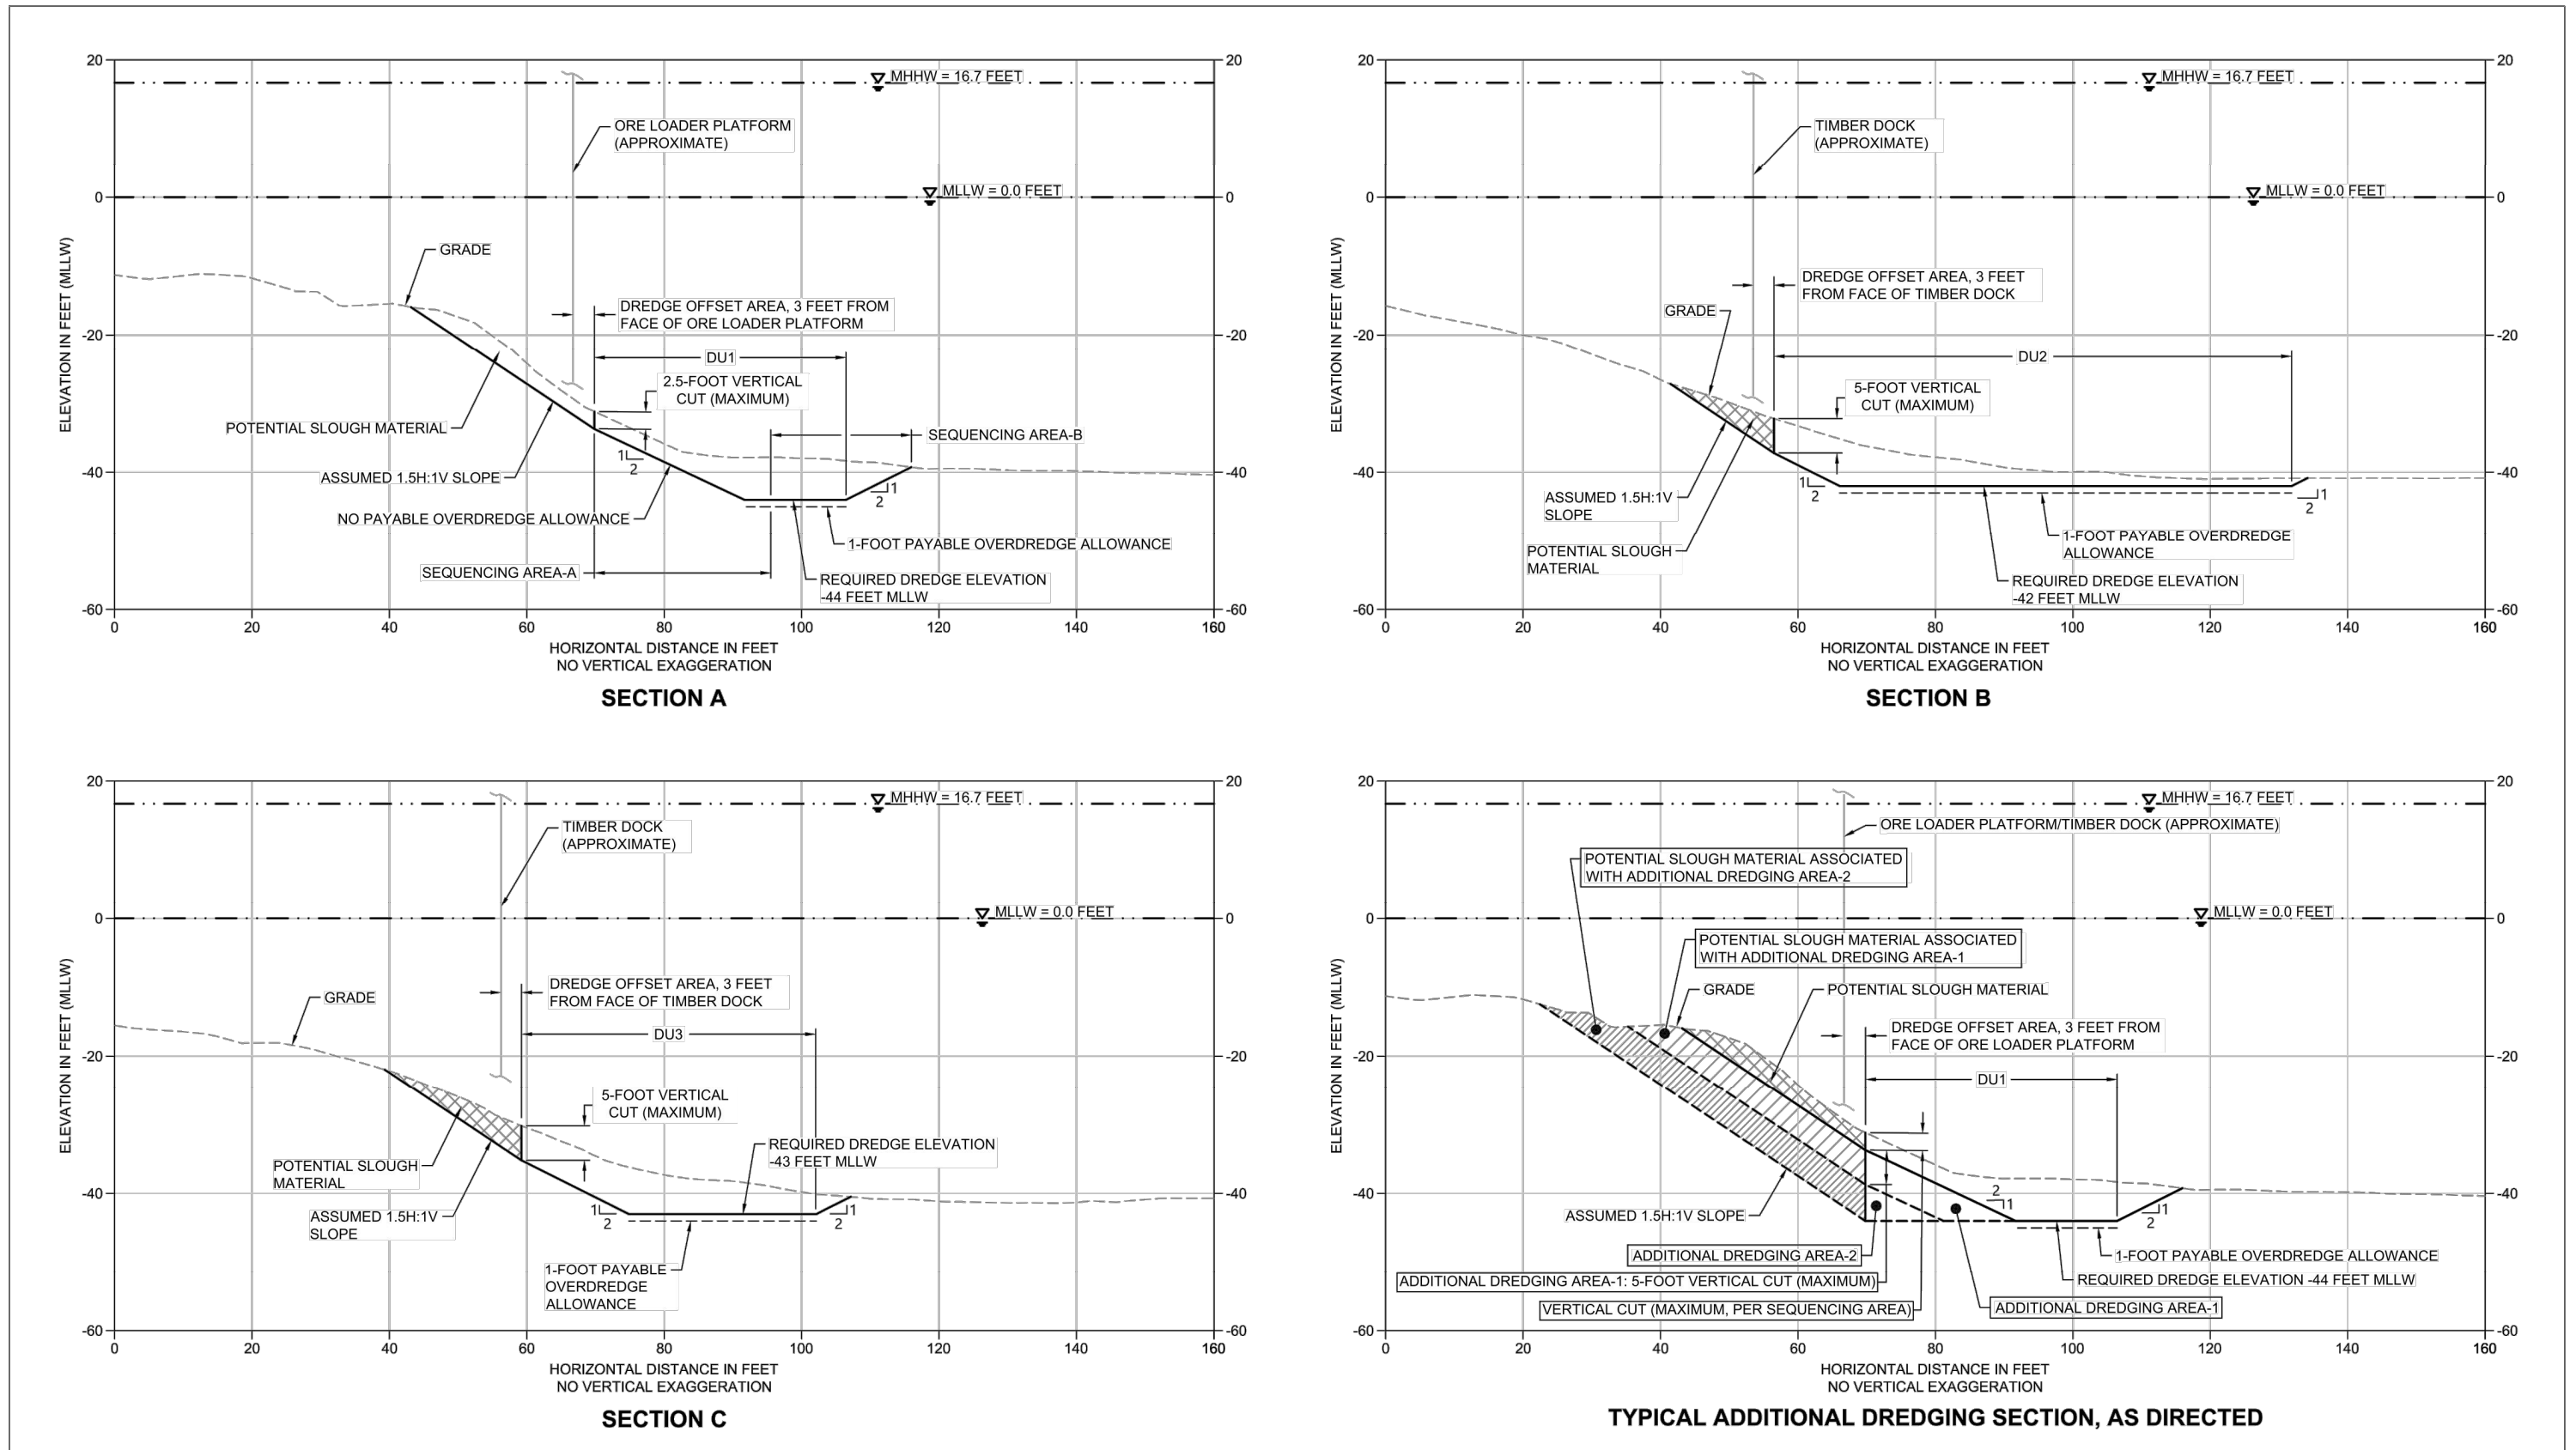 20
0
-20
-40
-60
ELEVATION IN FEET (MLLW)
MHHW = 16.7 FEET
ORE LOADER PLATFORM
(APPROXIMATE)
MLLW = 0.0 FEET
GRADE
DREDGE OFFSET AREA, 3 FEET FROM
FACE OF ORE LOADER PLATFORM
DU1
2.5-FOOT VERTICAL
CUT (MAXIMUM)
POTENTIAL SLOUGH MATERIAL
SEQUENCING AREA-B
1
2
ASSUMED 1.5H:1V SLOPE
1
2
NO PAYABLE OVERDREDGE ALLOWANCE
1-FOOT PAYABLE OVERDREDGE ALLOWANCE
SEQUENCING AREA-A
REQUIRED DREDGE ELEVATION
-44 FEET MLLW
20
0
-20
-40
-60
0 20 40 60 80 100 120 140 160
HORIZONTAL DISTANCE IN FEET
NO VERTICAL EXAGGERATION
SECTION A
20
0
-20
-40
-60
ELEVATION IN FEET (MLLW)
MHHW = 16.7 FEET
TIMBER DOCK
(APPROXIMATE)
MLLW = 0.0 FEET
DREDGE OFFSET AREA, 3 FEET
FROM FACE OF TIMBER DOCK
GRADE
DU2
5-FOOT VERTICAL
CUT (MAXIMUM)
1
2
ASSUMED 1.5H:1V
SLOPE
1
2
POTENTIAL SLOUGH
MATERIAL
1-FOOT PAYABLE OVERDREDGE
ALLOWANCE
REQUIRED DREDGE ELEVATION
-42 FEET MLLW
20
0
-20
-40
-60
0 20 40 60 80 100 120 140 160
HORIZONTAL DISTANCE IN FEET
NO VERTICAL EXAGGERATION
SECTION B
20
0
-20
-40
-60
ELEVATION IN FEET (MLLW)
MHHW = 16.7 FEET
TIMBER DOCK
(APPROXIMATE)
MLLW = 0.0 FEET
DREDGE OFFSET AREA, 3 FEET
FROM FACE OF TIMBER DOCK
GRADE
DU3
5-FOOT VERTICAL
CUT (MAXIMUM)
REQUIRED DREDGE ELEVATION
-43 FEET MLLW
POTENTIAL SLOUGH
MATERIAL
1
2
1
2
ASSUMED 1.5H:1V
SLOPE
1-FOOT PAYABLE
OVERDREDGE
ALLOWANCE
20
0
-20
-40
-60
0 20 40 60 80 100 120 140 160
HORIZONTAL DISTANCE IN FEET
NO VERTICAL EXAGGERATION
SECTION C
20
0
-20
-40
-60
ELEVATION IN FEET (MLLW)
MHHW = 16.7 FEET
ORE LOADER PLATFORM/TIMBER DOCK (APPROXIMATE)
POTENTIAL SLOUGH MATERIAL ASSOCIATED
WITH ADDITIONAL DREDGING AREA-2
MLLW = 0.0 FEET
POTENTIAL SLOUGH MATERIAL ASSOCIATED
WITH ADDITIONAL DREDGING AREA-1
GRADE
POTENTIAL SLOUGH MATERIAL
DREDGE OFFSET AREA, 3 FEET FROM
FACE OF ORE LOADER PLATFORM
DU1
2
1
1
2
ASSUMED 1.5H:1V SLOPE
ADDITIONAL DREDGING AREA-2
1-FOOT PAYABLE OVERDREDGE ALLOWANCE
ADDITIONAL DREDGING AREA-1: 5-FOOT VERTICAL CUT (MAXIMUM)
REQUIRED DREDGE ELEVATION -44 FEET MLLW
VERTICAL CUT (MAXIMUM, PER SEQUENCING AREA)
ADDITIONAL DREDGING AREA-1
20
0
-20
-40
-60
0 20 40 60 80 100 120 140 160
HORIZONTAL DISTANCE IN FEET
NO VERTICAL EXAGGERATION
TYPICAL ADDITIONAL DREDGING SECTION, AS DIRECTED